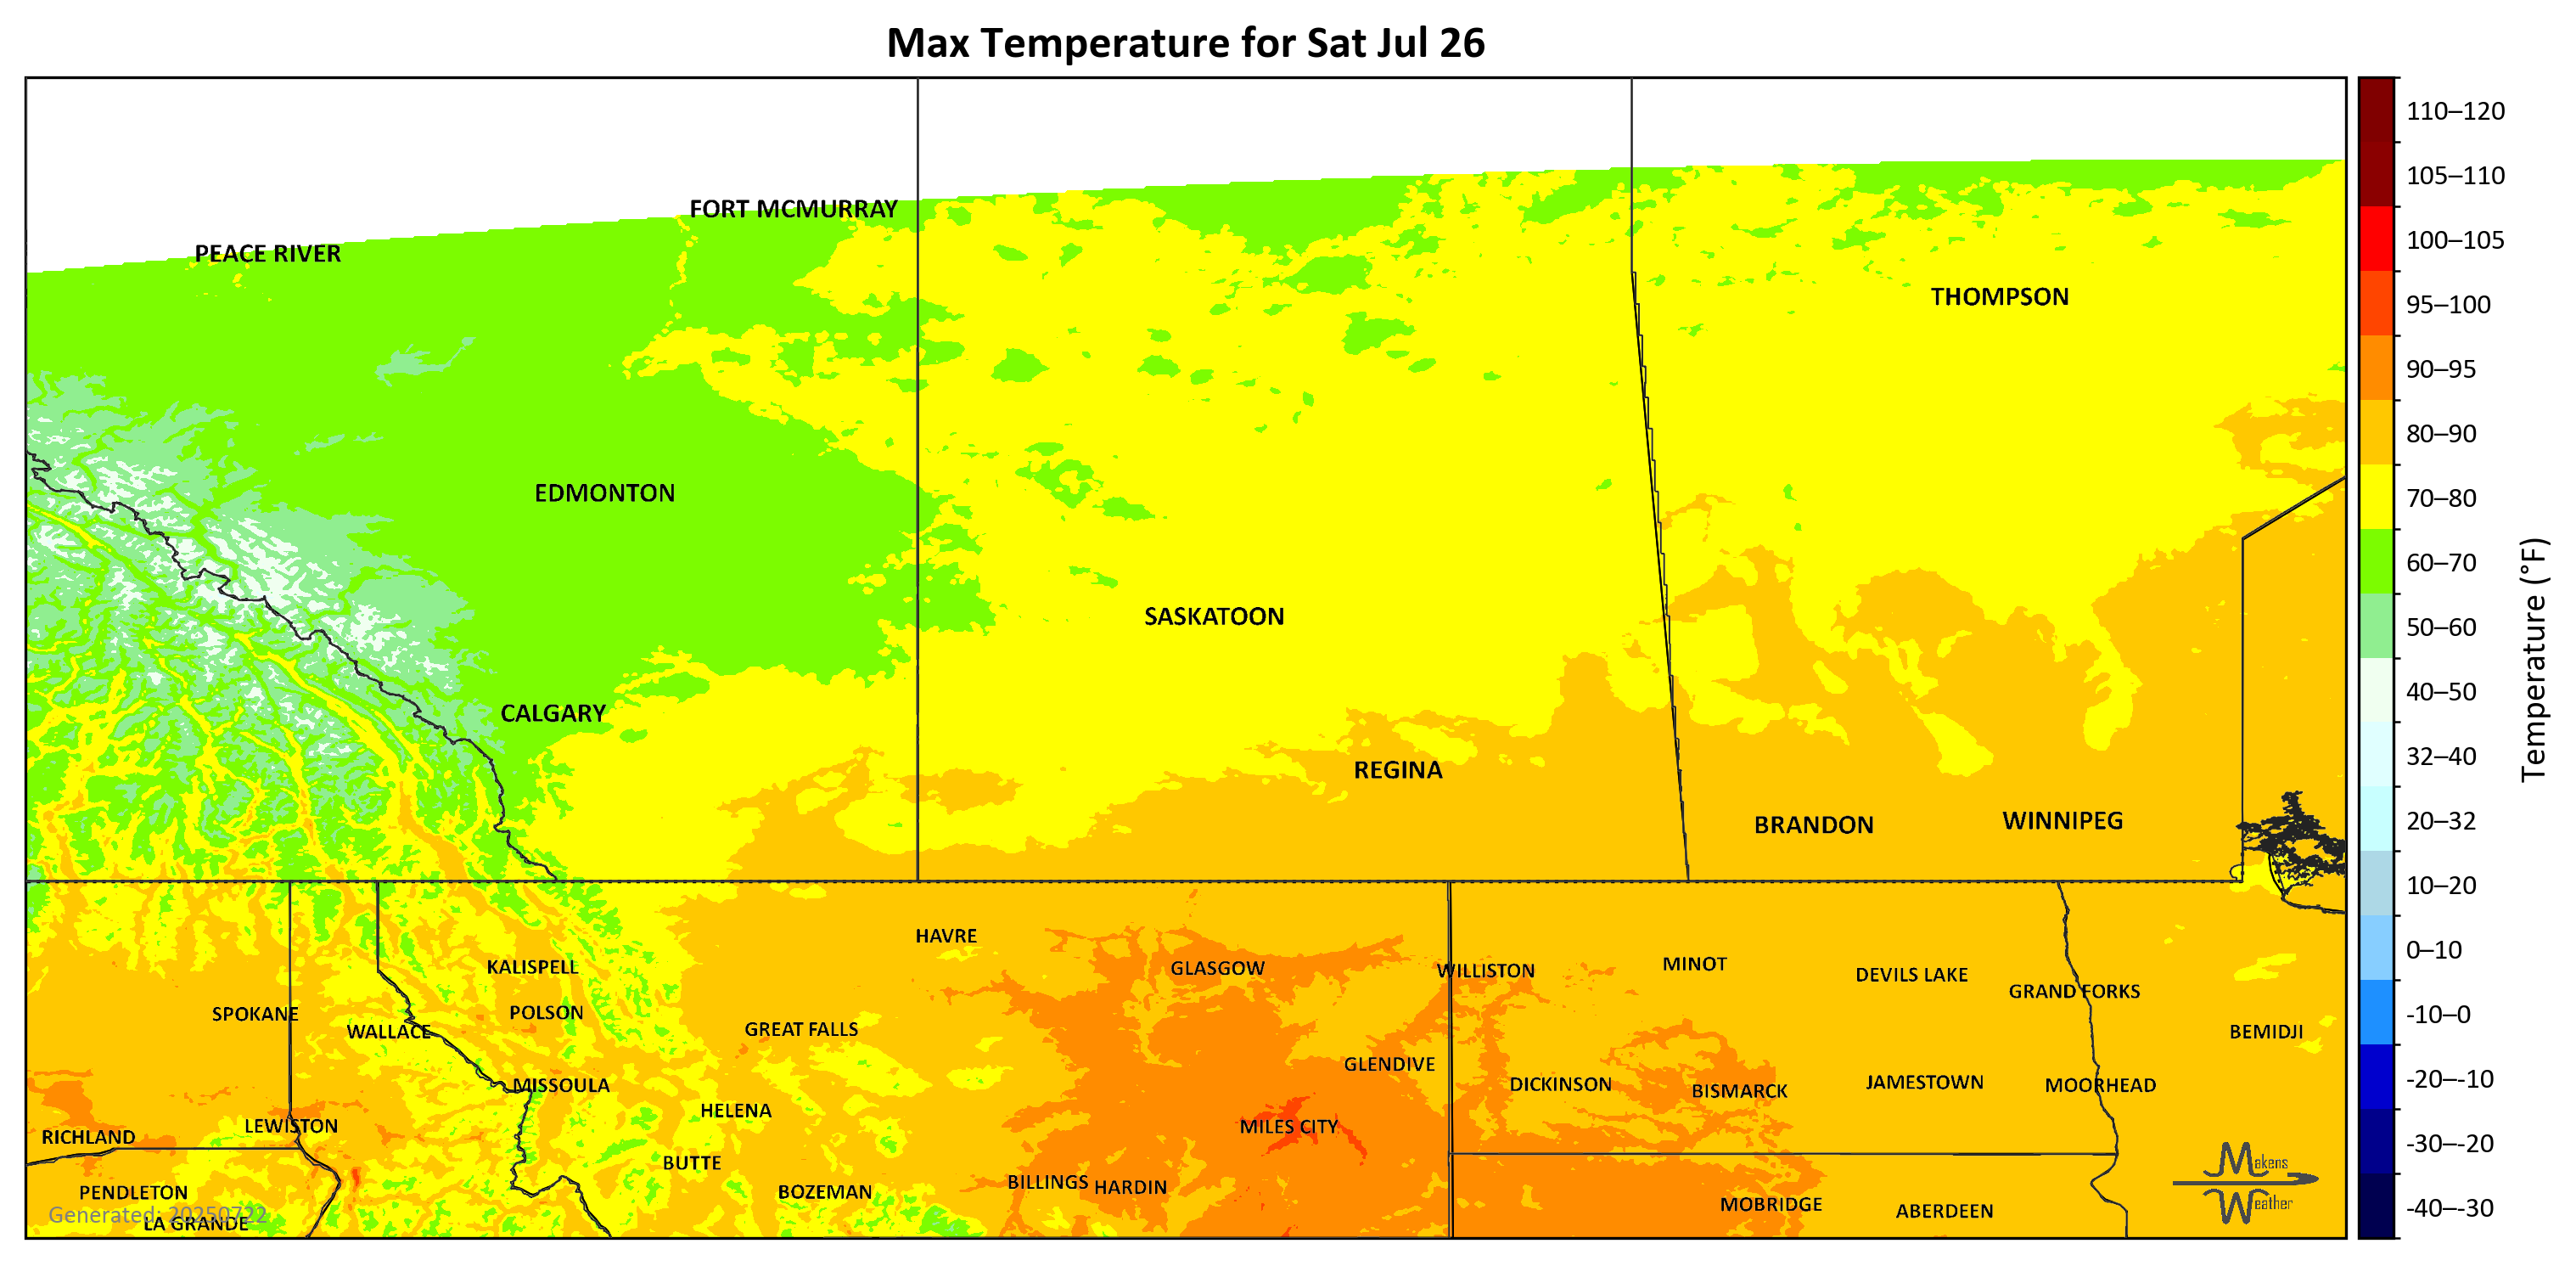 Max Temperature for Sat Jul 26
FORT MCMURRAY
PEACE RIVER
THOMPSON
EDMONTON
SASKATOON
CALGARY
REGINA
BRANDON
WINNIPEG
HAVRE
GLASGOW
WILLISTON
MINOT
DEVILS LAKE
GRAND FORKS
KALISPELL
SPOKANE
POLSON
WALLACE
GREAT FALLS
BEMIDJI
GLENDIVE
MISSOULA
DICKINSON
BISMARCK
JAMESTOWN
MOORHEAD
HELENA
LEWISTON
MILES CITY
RICHLAND
BUTTE
BILLINGS
HARDIN
PENDLETON
BOZEMAN
MOBRIDGE
ABERDEEN
Generated: 20250722
LA GRANDE
Makens
Weather
110–120
105–110
100–105
95–100
90–95
80–90
70–80
60–70
50–60
40–50
32–40
20–32
10–20
0–10
-10–0
-20–-10
-30–-20
-40–-30
Temperature (°F)